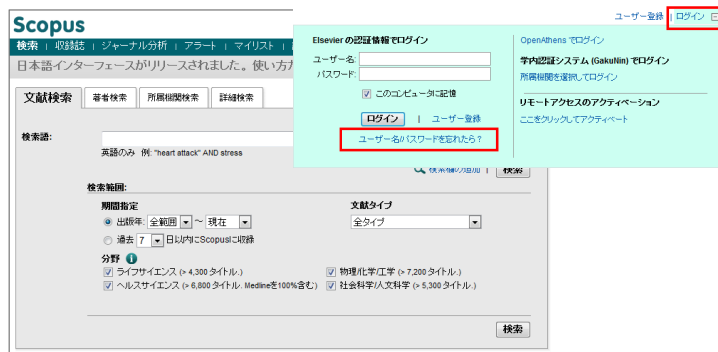 Scopus
ユーザー登録 | ログイン
検索 | 収録誌 | ジャーナル分析 | アラート | マイリスト |
日本語インターフェースがリリースされました。使い方
Elsevier の認証情報でログイン
ユーザー名:
パスワード:
このコンピュータに記憶
ログイン | ユーザー登録
ユーザー名/パスワードを忘れたら?
OpenAthens でログイン
学内認証システム (GakuNin) でログイン
所属機関を選択してログイン
リモートアクセスのアクティベーション
ここをクリックしてアクティベート
文献検索 著者検索 所属機関検索 詳細検索
検索語:
英語のみ 例: "heart attack" AND stress
検索欄の追加 | 検索
検索範囲:
期間指定 文献タイプ
出版年: 全範囲 ~ 現在 全タイプ
過去 7 日以内にScopusに収録
分野
ライフサイエンス (> 4,300 タイトル.) 物理/化学/工学 (> 7,200 タイトル.)
ヘルスサイエンス (> 6,800 タイトル. Medlineを100%含む) 社会科学/人文科学 (> 5,300 タイトル.)
検索